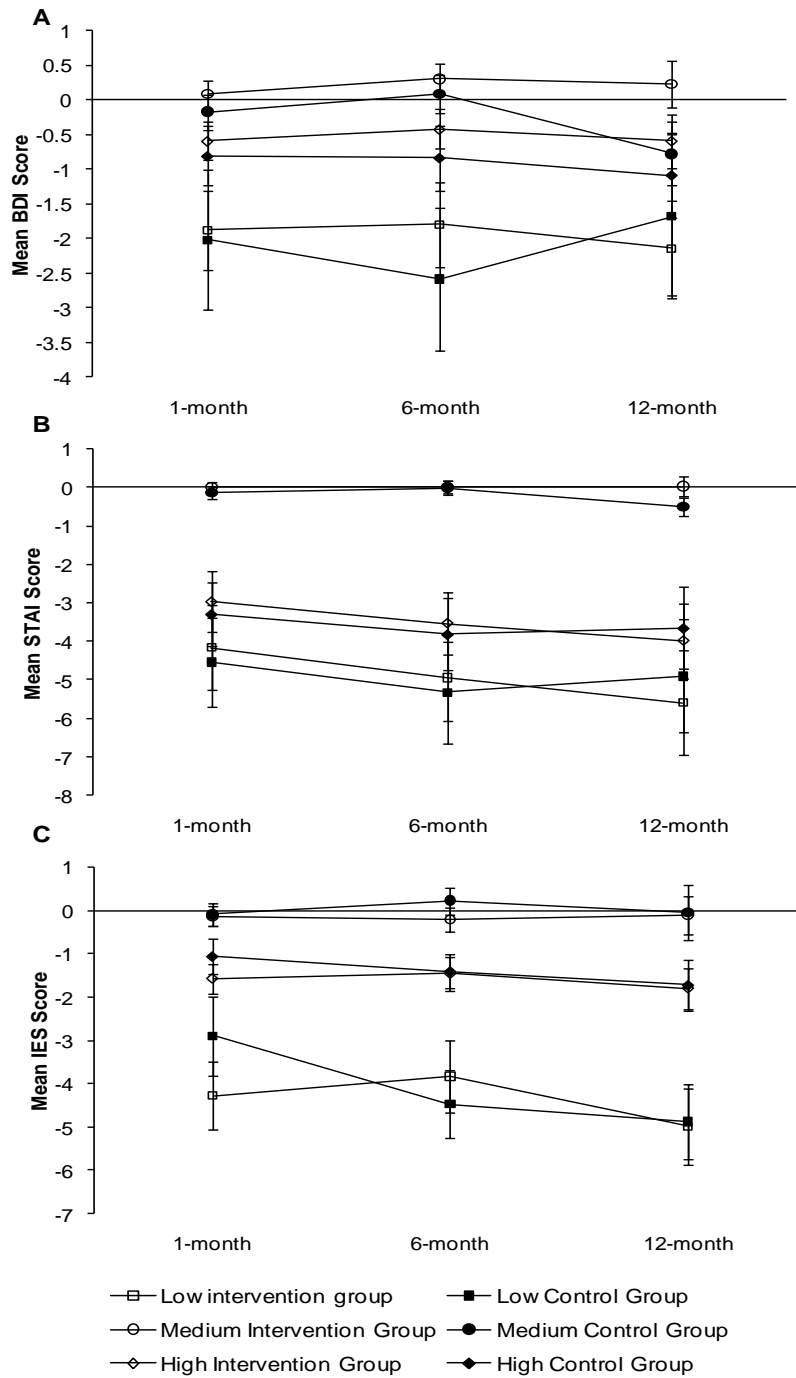 A
1
0.5
0
-0.5
-1
-1.5
-2
-2.5
-3
-3.5
-4
Mean BDI Score
1-month 6-month 12-month
B
1
0
-1
-2
-3
-4
-5
-6
-7
-8
Mean STAI Score
1-month 6-month 12-month
C
1
0
-1
-2
-3
-4
-5
-6
-7
Mean IES Score
1-month 6-month 12-month
Low intervention group Low Control Group
Medium Intervention Group Medium Control Group
High Intervention Group High Control Group